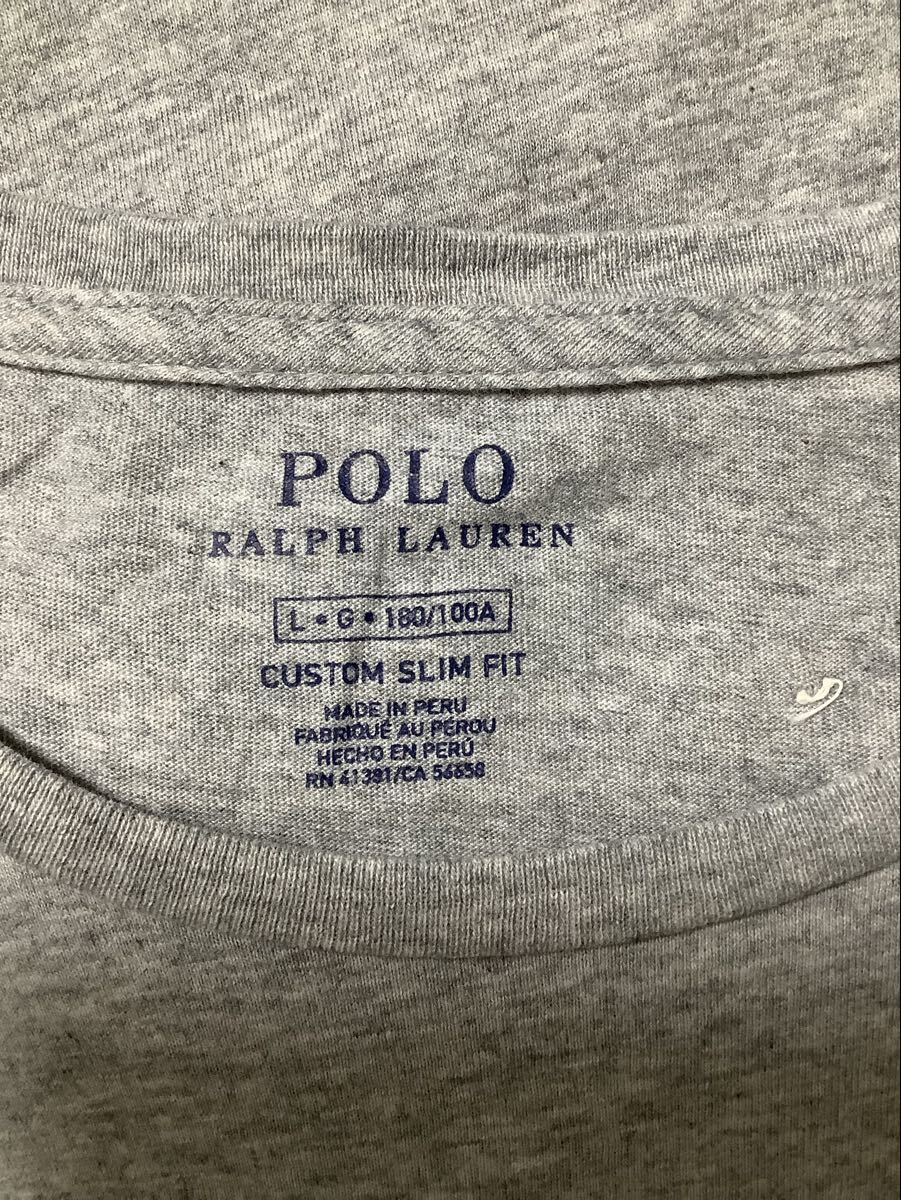 POLO
RALPH LAUREN
L • G • 180/100A
CUSTOM SLIM FIT
MADE IN PERU
FABRIQUÉ AU PEROU
HECHO EN PERÚ
RN 41381/CA 56658